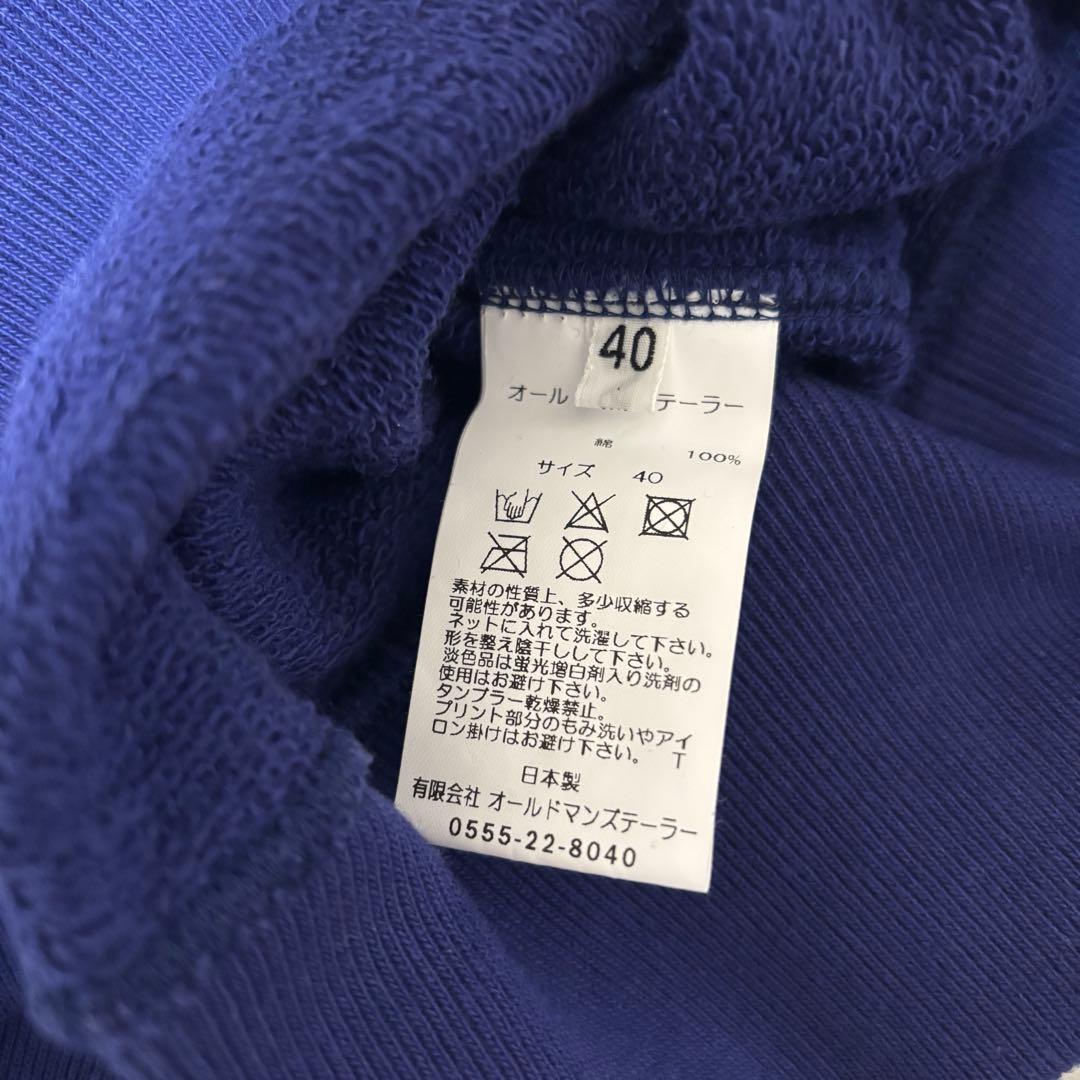 40
オール テーラー
綿 100%
サイズ 40
素材の性質上、多少収縮する
可能性があります。
ネットに入れて洗濯して下さい。
形を整え陰干しして下さい。
淡色品は蛍光増白剤入り洗剤の
使用はお避け下さい。
タンブラー乾燥禁止。
プリント部分のもみ洗いやアイ
ロン掛けはお避け下さい。 T
日本製
有限会社 オールドマンズテーラー
0555-22-8040